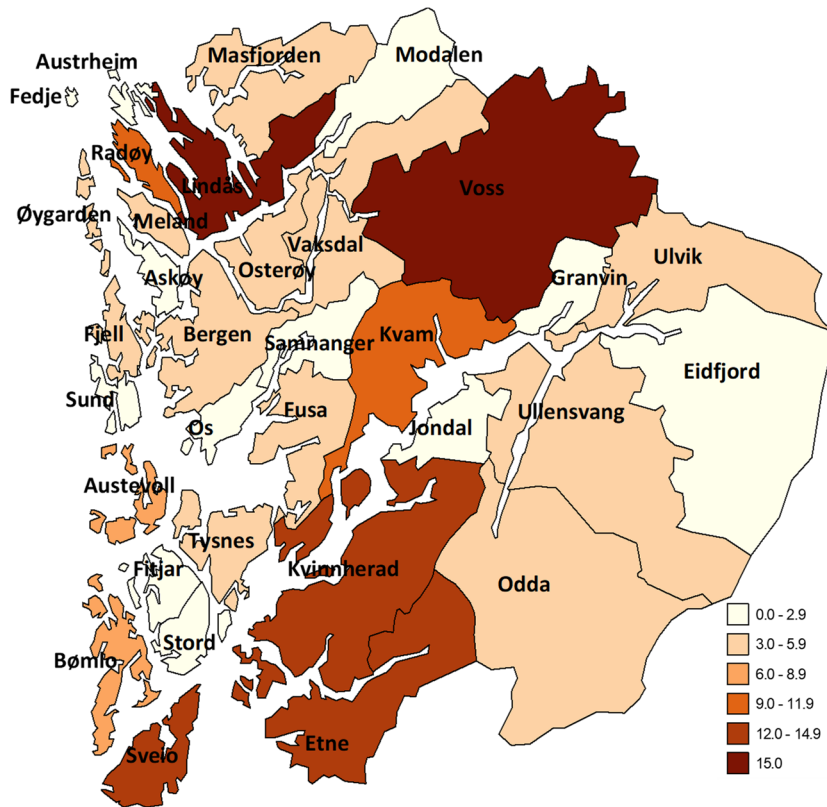 Masfjorden
Modalen
Austrheim
Fedje
Radøy
Lindås
Voss
Øygarden
Meland
Vaksdal
Ulvik
Osterøy
Askøy
Granvin
Fjell
Bergen
Samnanger
Kvam
Eidfjord
Sund
Os
Fusa
Jondal
Ullensvang
Austevoll
Tysnes
Fitjar
Kvinnherad
Odda
Stord
Bømlo
Sveio
Etne
0.0 - 2.9
3.0 - 5.9
6.0 - 8.9
9.0 - 11.9
12.0 - 14.9
15.0